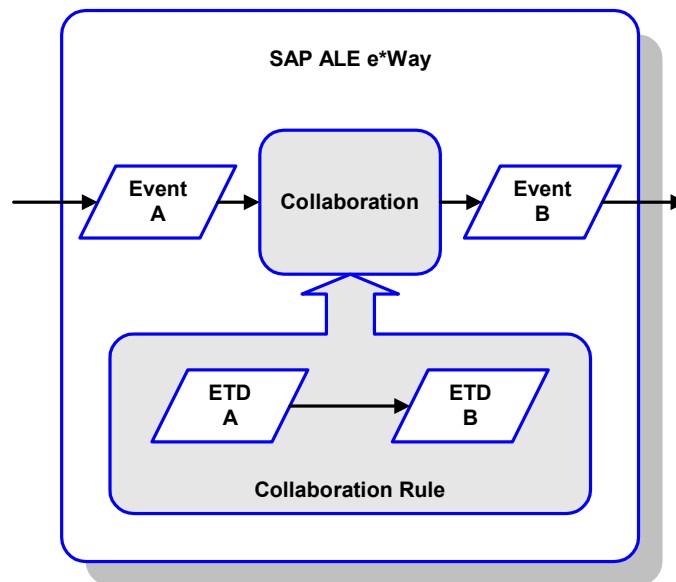 SAP ALE e*Way
Event
A
Collaboration
Event
B
ETD
A
ETD
B
Collaboration Rule